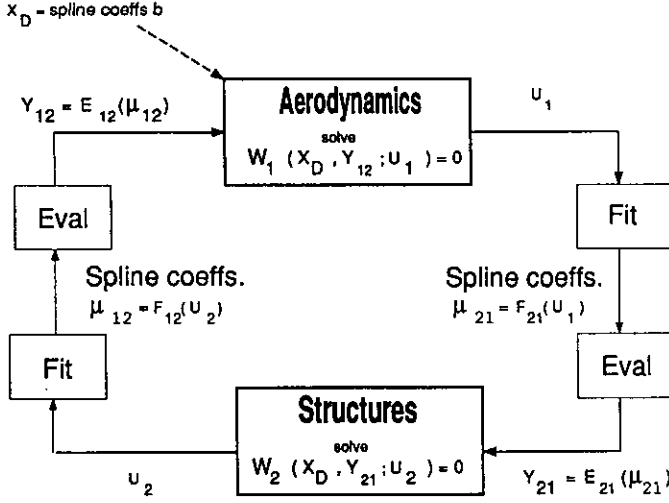 X_D = spline coeffs b
Y_12 = E_12(μ_12)
Aerodynamics
solve
W_1 (X_D, Y_12; U_1) = 0
U_1
Eval
Fit
Spline coeffs.
μ_12 = F_12(U_2)
Spline coeffs.
μ_21 = F_21(U_1)
Fit
Eval
Structures
solve
W_2 (X_D, Y_21; U_2) = 0
U_2
Y_21 = E_21(μ_21)